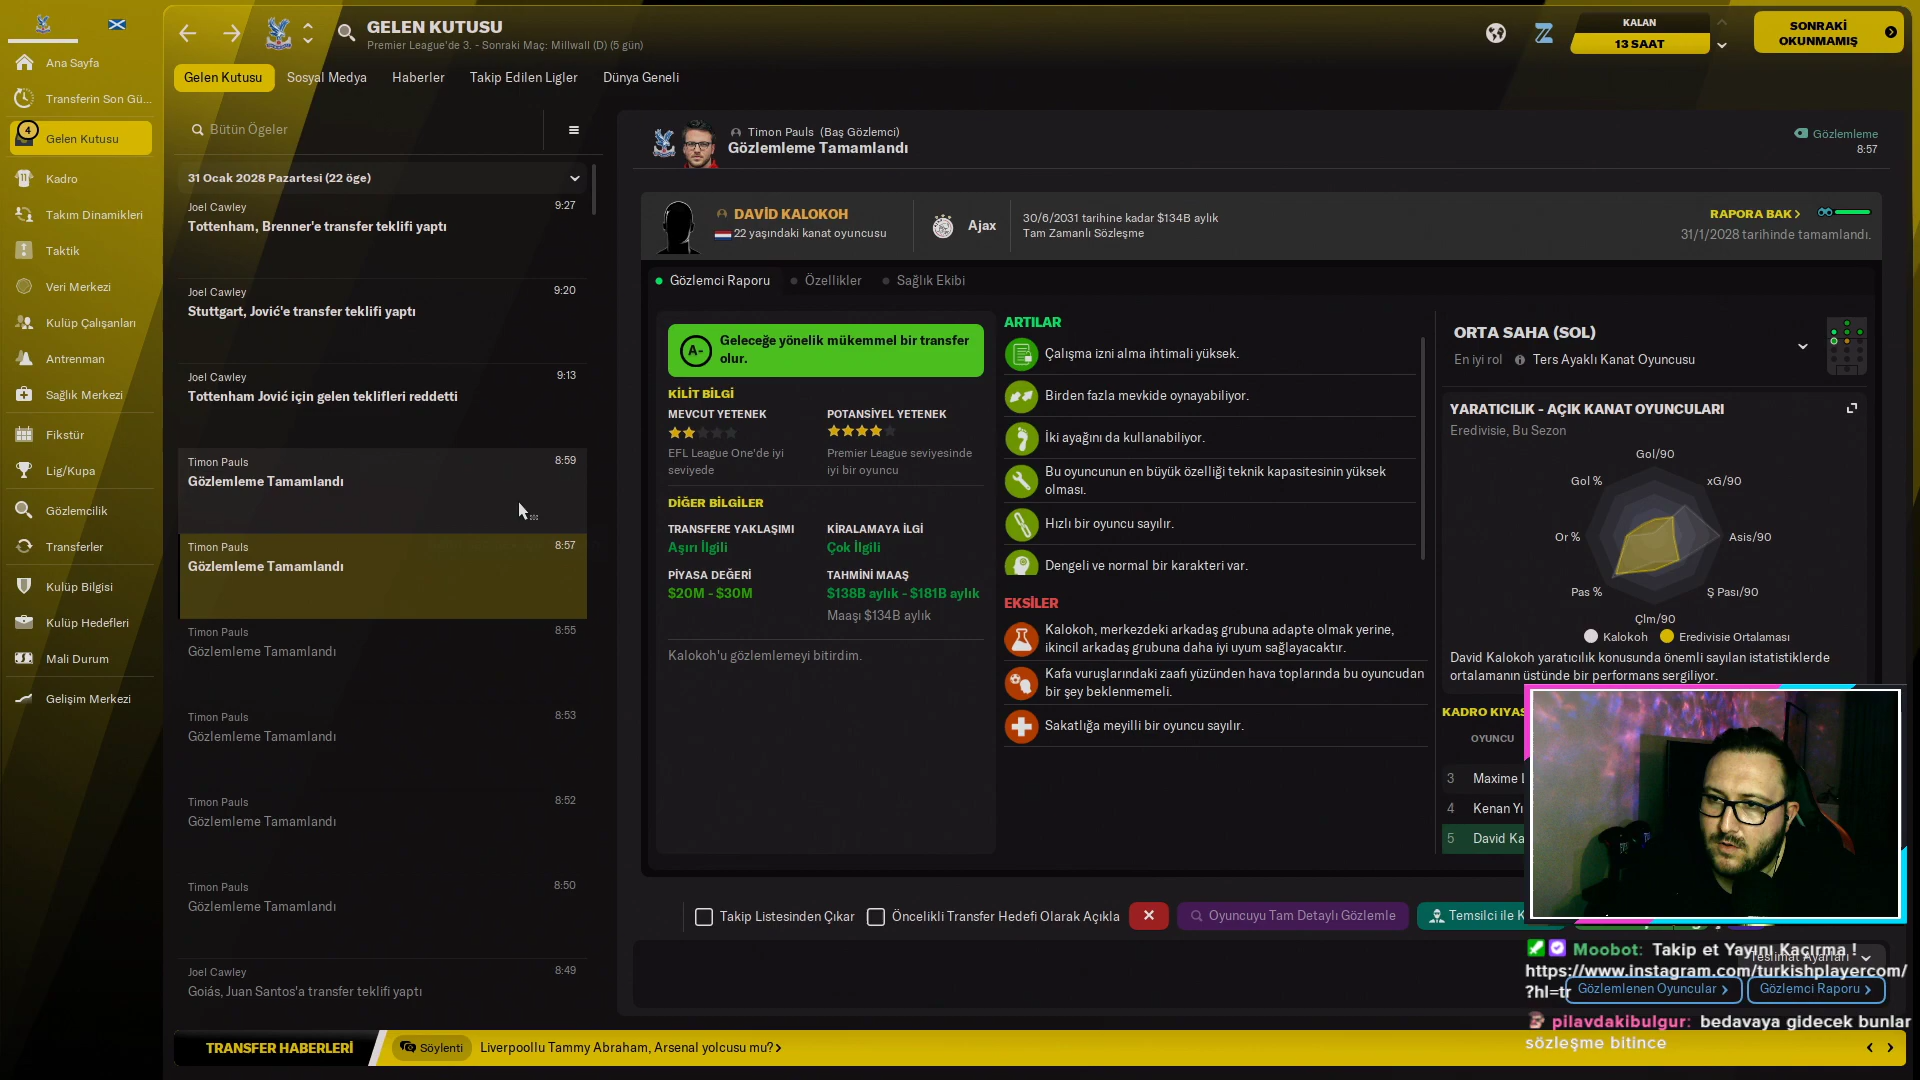 GELEN KUTUSU
Premier League'de 3. - Sonraki Maç: Millwall (D) (5 gün)
KALAN
13 SAAT
SONRAKİ
OKUNMAMIŞ
Ana Sayfa
Transferin Son Gü...
4
Gelen Kutusu
Kadro
Takım Dinamikleri
Taktik
Veri Merkezi
Kulüp Çalışanları
Antrenman
Sağlık Merkezi
Fikstür
Lig/Kupa
Gözlemcilik
Transferler
Kulüp Bilgisi
Kulüp Hedefleri
Mali Durum
Gelişim Merkezi
Gelen Kutusu
Sosyal Medya
Haberler
Takip Edilen Ligler
Dünya Geneli
Bütün Ögeler
31 Ocak 2028 Pazartesi (22 öge)
Joel Cawley 9:27
Tottenham, Brenner'e transfer teklifi yaptı
Joel Cawley 9:20
Stuttgart, Jović'e transfer teklifi yaptı
Joel Cawley 9:13
Tottenham Jović için gelen teklifleri reddetti
Timon Pauls 8:59
Gözlemleme Tamamlandı
Timon Pauls 8:57
Gözlemleme Tamamlandı
Timon Pauls 8:55
Gözlemleme Tamamlandı
Timon Pauls 8:53
Gözlemleme Tamamlandı
Timon Pauls 8:52
Gözlemleme Tamamlandı
Timon Pauls 8:50
Gözlemleme Tamamlandı
Joel Cawley 8:49
Goiás, Juan Santos'a transfer teklifi yaptı
Timon Pauls (Baş Gözlemci)
Gözlemleme Tamamlandı
Gözlemleme
8:57
DAVİD KALOKOH
22 yaşındaki kanat oyuncusu
Ajax
30/6/2031 tarihine kadar $134B aylık
Tam Zamanlı Sözleşme
RAPORA BAK >
31/1/2028 tarihinde tamamlandı.
Gözlemci Raporu
Özellikler
Sağlık Ekibi
A-
Geleceğe yönelik mükemmel bir transfer
olur.
KİLİT BİLGİ
MEVCUT YETENEK
POTANSİYEL YETENEK
EFL League One'de iyi
seviyede
Premier League seviyesinde
iyi bir oyuncu
DİĞER BİLGİLER
TRANSFERE YAKLAŞIMI
KİRALAMAYA İLGİ
Aşırı İlgili
Çok İlgili
PİYASA DEĞERİ
TAHMİNİ MAAŞ
$20M - $30M
$138B aylık - $181B aylık
Maaşı $134B aylık
Kalokoh'u gözlemlemeyi bitirdim.
ARTILAR
Çalışma izni alma ihtimali yüksek.
Birden fazla mevkide oynayabiliyor.
İki ayağını da kullanabiliyor.
Bu oyuncunun en büyük özelliği teknik kapasitesinin yüksek
olması.
Hızlı bir oyuncu sayılır.
Dengeli ve normal bir karakteri var.
EKSİLER
Kalokoh, merkezdeki arkadaş grubuna adapte olmak yerine,
ikincil arkadaş grubuna daha iyi uyum sağlayacaktır.
Kafa vuruşlarındaki zaafı yüzünden hava toplarında bu oyuncudan
bir şey beklenmemeli.
Sakatlığa meyilli bir oyuncu sayılır.
ORTA SAHA (SOL)
En iyi rol
Ters Ayaklı Kanat Oyuncusu
YARATICILIK - AÇIK KANAT OYUNCULARI
Eredivisie, Bu Sezon
Gol/90
Gol %
xG/90
Or %
Asis/90
Pas %
Ş Pası/90
Çlm/90
Kalokoh
Eredivisie Ortalaması
David Kalokoh yaratıcılık konusunda önemli sayılan istatistiklerde
ortalamanın üstünde bir performans sergiliyor.
KADRO KIYAS
OYUNCU
3 Maxime
4 Kenan Yı
5 David Ka
Takip Listesinden Çıkar
Öncelikli Transfer Hedefi Olarak Açıkla
Oyuncuyu Tam Detaylı Gözlemle
Temsilci ile K
Moobot: Takip et Yayını Kaçırma !
https://www.instagram.com/turkishplayercom/
?hl=tr
Teslimat Ayarları
Gözlemlenen Oyuncular >
Gözlemci Raporu >
pilavdakibulgur: bedavaya gidecek bunlar
sözleşme bitince
TRANSFER HABERLERİ
Söylenti
Liverpoollu Tammy Abraham, Arsenal yolcusu mu? >